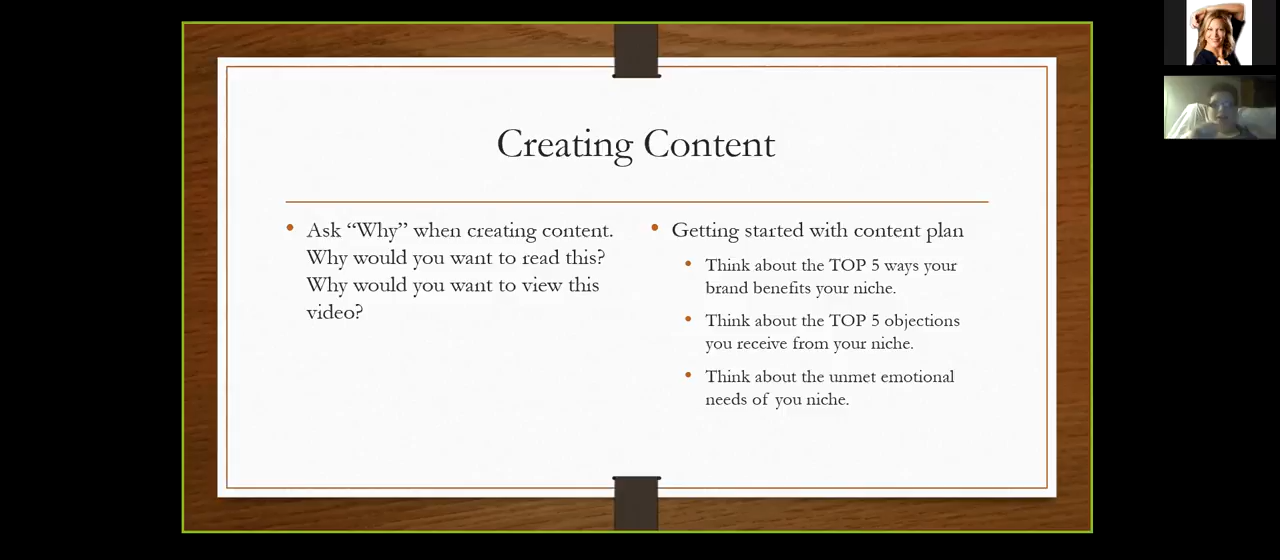 Creating Content
Ask “Why” when creating content.
Why would you want to read this?
Why would you want to view this
video?
Getting started with content plan
Think about the TOP 5 ways your
brand benefits your niche.
Think about the TOP 5 objections
you receive from your niche.
Think about the unmet emotional
needs of you niche.